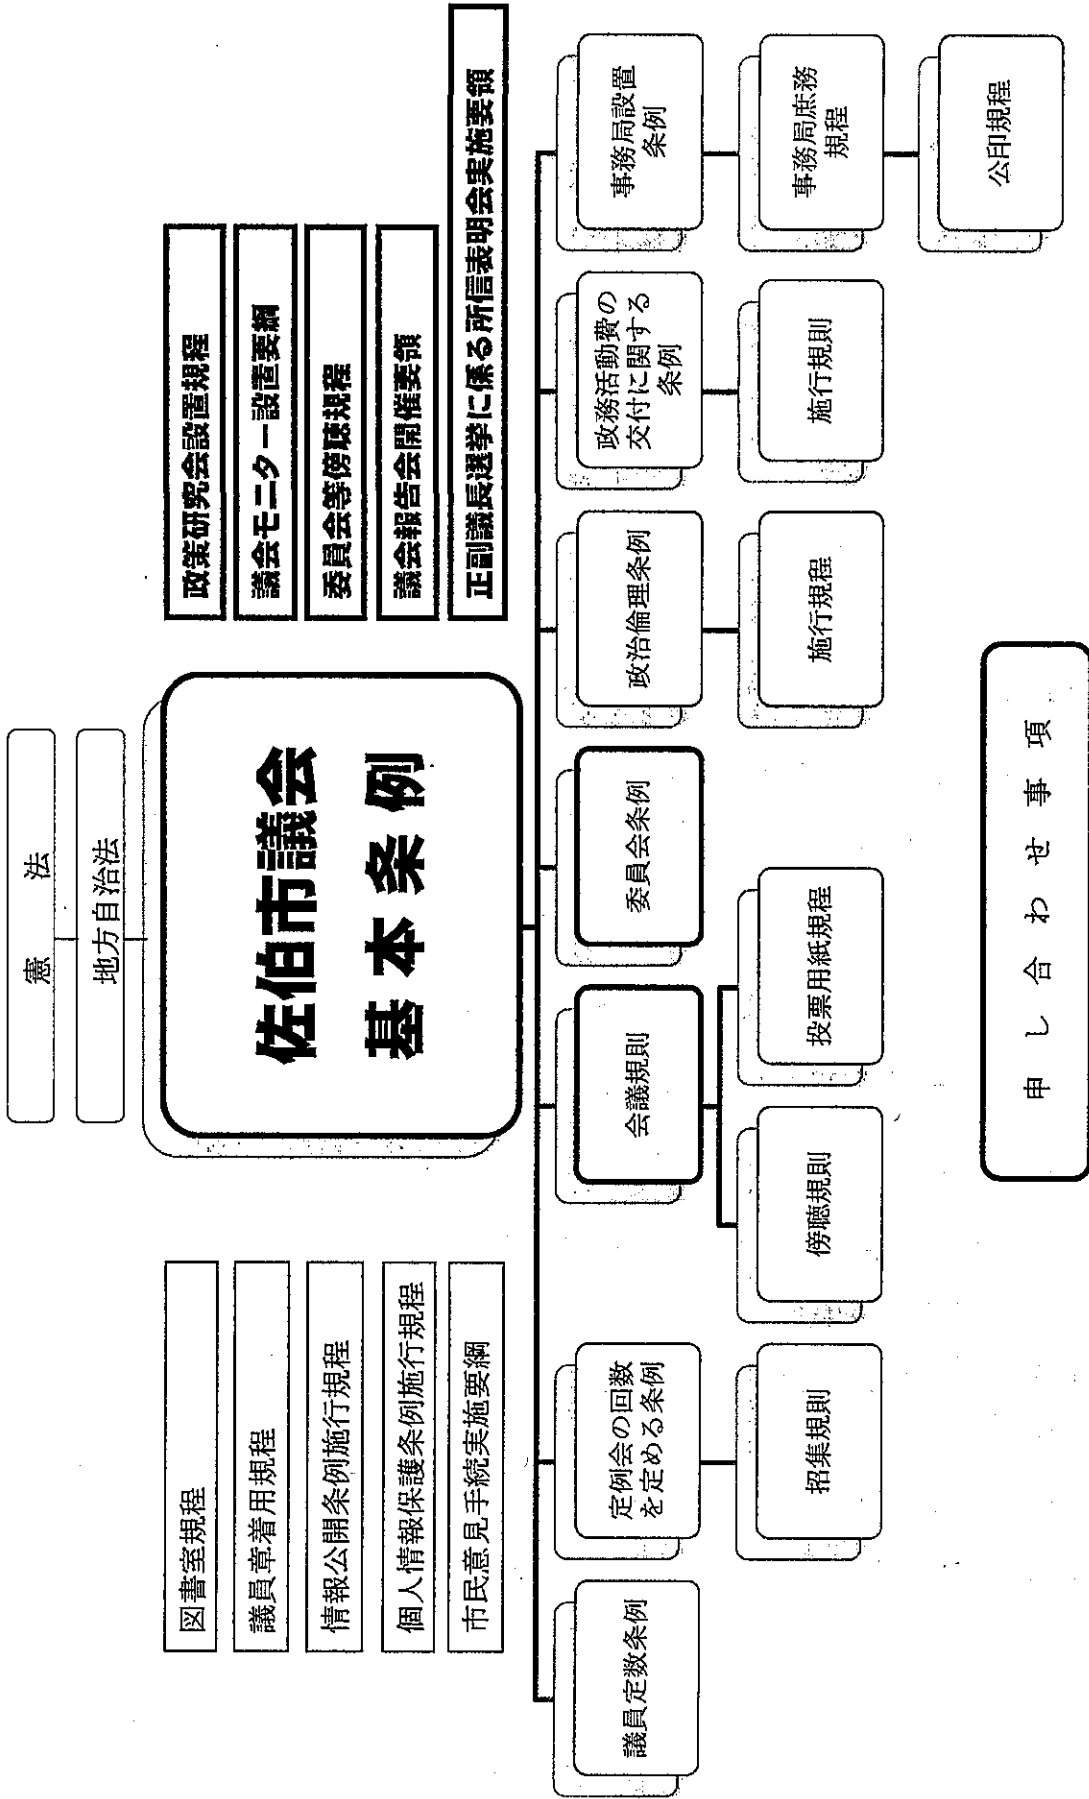 憲法
地方自治法
佐伯市議会
基本条例
図書室規程
議員章着用規程
情報公開条例施行規程
個人情報保護条例施行規程
市民意見手続実施要綱
政策研究会設置規程
議会モニター設置要綱
委員会等傍聴規程
議会報告会開催要領
正副議長選挙に係る所信表明会実施要領
議員定数条例
定例会の回数
を定める条例
会議規則
委員会条例
政治倫理条例
政務活動費の
交付に関する
条例
事務局設置
条例
招集規則
傍聴規則
投票用紙規程
施行規程
施行規則
事務局庶務
規程
公印規程
申し合わせ事項